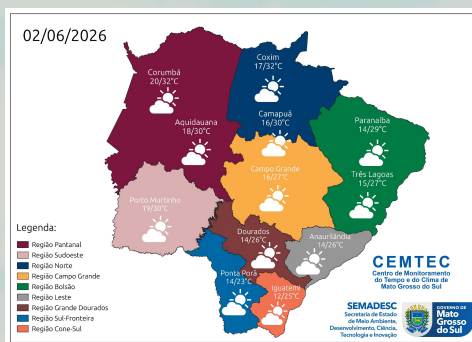 02/06/2026
Corumbá
20/32°C
Coxim
17/32°C
Camapuã
16/30°C
Aquidauana
18/30°C
Paranaíba
14/29°C
Três Lagoas
15/27°C
Campo Grande
16/27°C
Porto Murtinho
19/30°C
Dourados
14/26°C
Anaurilândia
14/26°C
Ponta Porã
14/23°C
Iguatemi
12/25°C
Legenda:
Região Pantanal
Região Sudoeste
Região Norte
Região Campo Grande
Região Bolsão
Região Leste
Região Grande Dourados
Região Sul-Fronteira
Região Cone-Sul
CEMTEC
Centro de Monitoramento
do Tempo e do Clima de
Mato Grosso do Sul
SEMADESC
Secretaria de Estado
de Meio Ambiente,
Desenvolvimento, Ciência,
Tecnologia e Inovação
GOVERNO DE
Mato
Grosso
do Sul